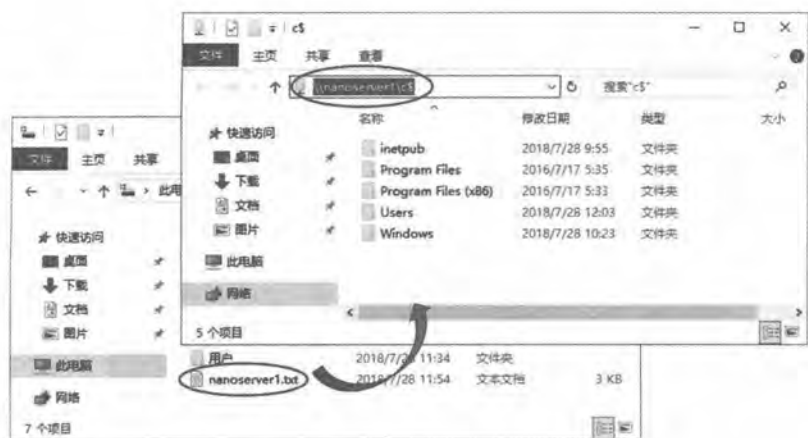 c$
文件 主页 共享 查看
\\nanoserver1\c$
搜索"c$"
名称 修改日期 类型 大小
快速访问
桌面
下载
文档
图片
此电脑
网络
inetpub 2018/7/28 9:55 文件夹
Program Files 2016/7/17 5:35 文件夹
Program Files (x86) 2016/7/17 5:33 文件夹
Users 2018/7/28 12:03 文件夹
Windows 2018/7/28 10:23 文件夹
5 个项目
文件 主页 共享
此电
快速访问
桌面
下载
文档
图片
此电脑
网络
用户 2018/7/28 11:34 文件夹
nanoserver1.txt 2018/7/28 11:54 文本文档 3 KB
7 个项目